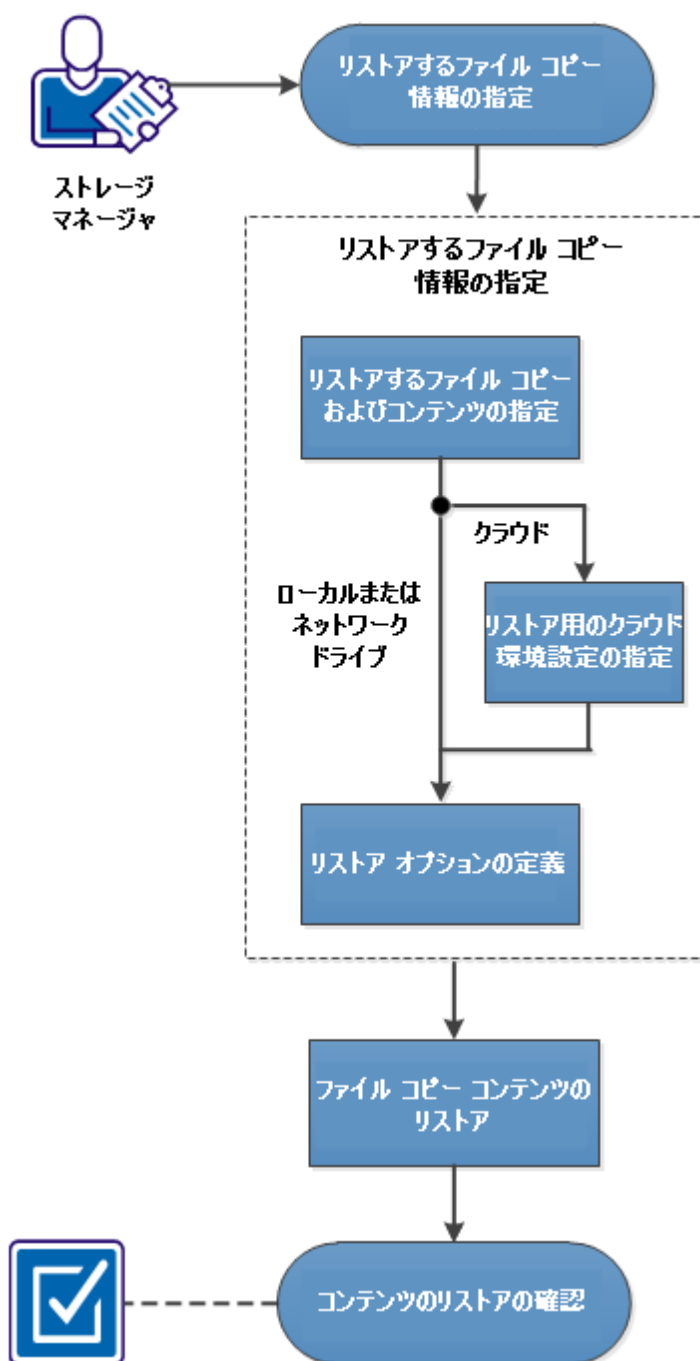 リストアするファイル コピー
情報の指定
ストレージ
マネージャ
リストアするファイル コピー
情報の指定
リストアするファイル コピー
およびコンテンツの指定
クラウド
ローカルまたは
ネットワーク
ドライブ
リストア用のクラウド
環境設定の指定
リストア オプションの定義
ファイル コピー コンテンツの
リストア
コンテンツのリストアの確認